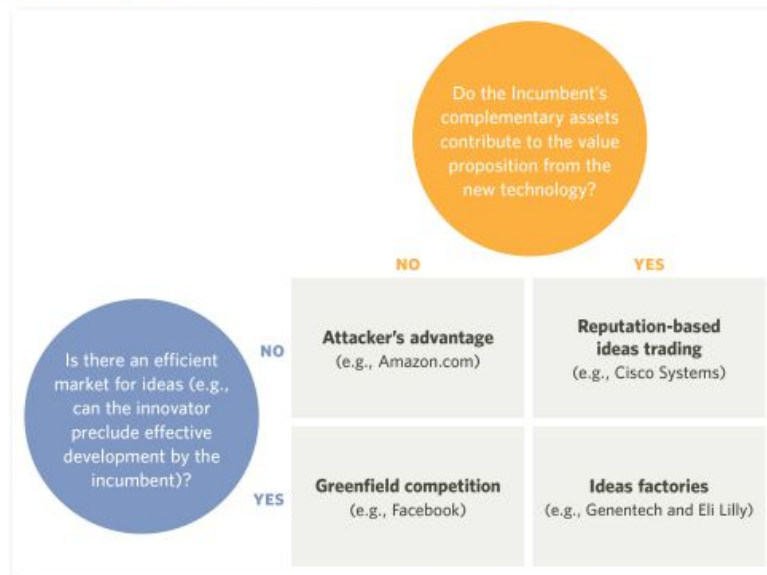 Do the Incumbent's
complementary assets
contribute to the value
proposition from the
new technology?
NO
YES
Is there an efficient
market for ideas (e.g.,
can the innovator
preclude effective
development by the
incumbent)?
NO
Attacker's advantage
(e.g., Amazon.com)
Reputation-based
ideas trading
(e.g., Cisco Systems)
YES
Greenfield competition
(e.g., Facebook)
Ideas factories
(e.g., Genentech and Eli Lilly)